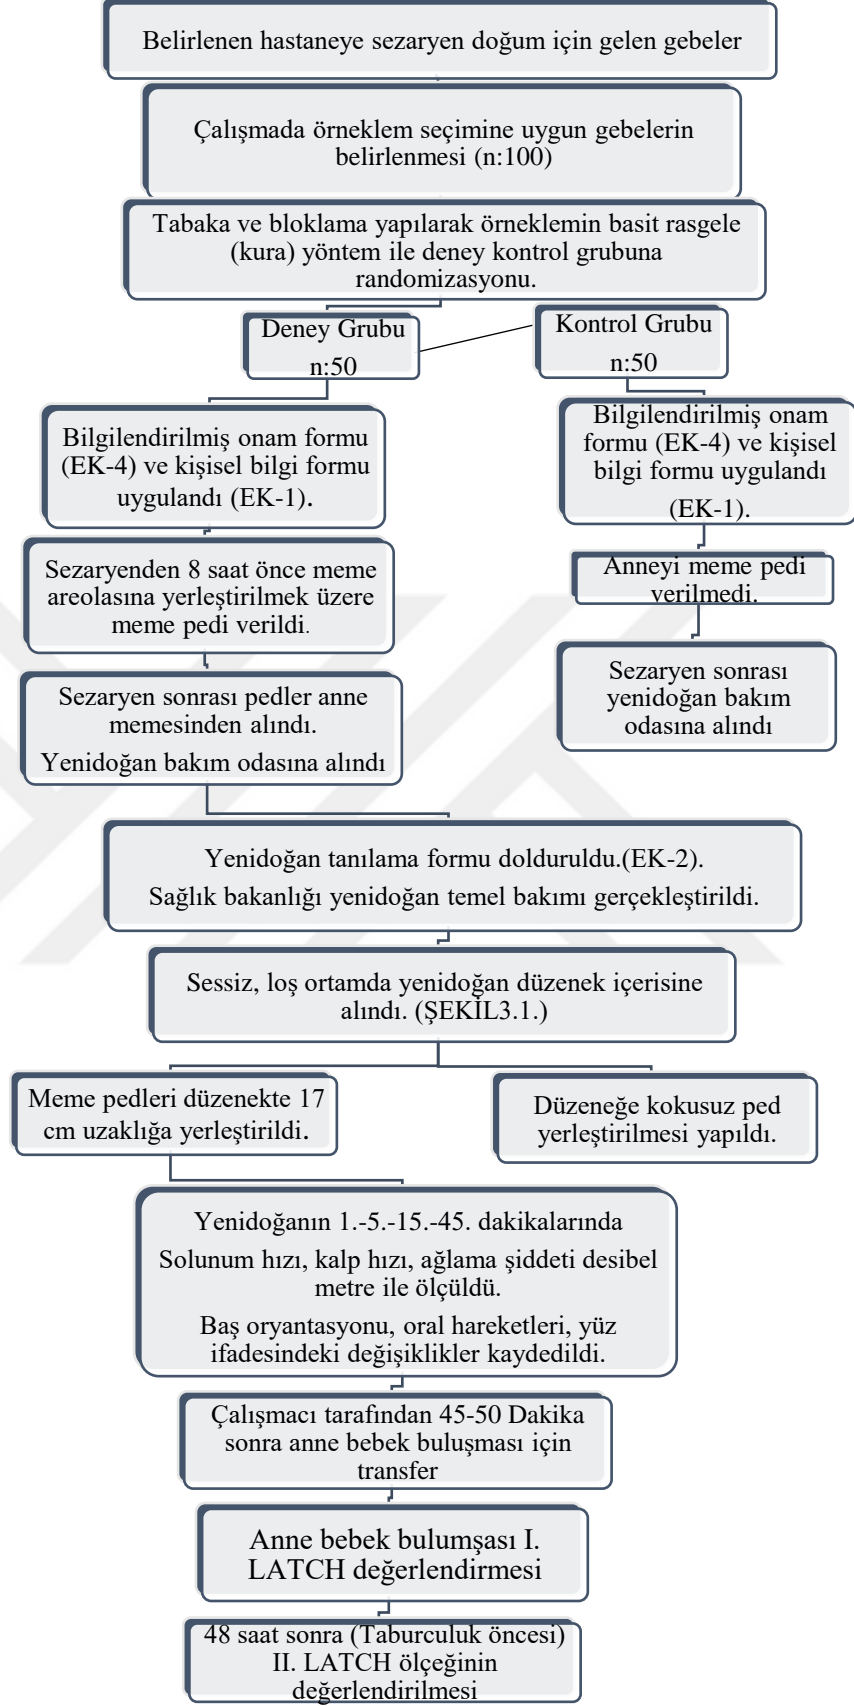 Belirlenen hastaneye sezaryen doğum için gelen gebeler
Çalışmada örneklem seçimine uygun gebelerin
belirlenmesi (n:100)
Tabaka ve bloklama yapılarak örneklemin basit rasgele
(kura) yöntem ile deney kontrol grubuna
randomizasyonu.
Deney Grubu
n:50
Kontrol Grubu
n:50
Bilgilendirilmiş onam formu
(EK-4) ve kişisel bilgi formu
uygulandı (EK-1).
Bilgilendirilmiş onam
formu (EK-4) ve kişisel
bilgi formu uygulandı
(EK-1).
Sezaryenden 8 saat önce meme
areolasına yerleştirilmek üzere
meme pedi verildi.
Anneyi meme pedi
verilmedi.
Sezaryen sonrası pedler anne
memesinden alındı.
Yenidoğan bakım odasına alındı
Sezaryen sonrası
yenidoğan bakım
odasına alındı
Yenidoğan tanılama formu dolduruldu.(EK-2).
Sağlık bakanlığı yenidoğan temel bakımı gerçekleştirildi.
Sessiz, loş ortamda yenidoğan düzenek içerisine
alındı. (ŞEKİL3.1.)
Meme pedleri düzenekte 17
cm uzaklığa yerleştirildi.
Düzeneğe kokusuz ped
yerleştirilmesi yapıldı.
Yenidoğanın 1.-5.-15.-45. dakikalarında
Solunum hızı, kalp hızı, ağlama şiddeti desibel
metre ile ölçüldü.
Baş oryantasyonu, oral hareketleri, yüz
ifadesindeki değişiklikler kaydedildi.
Çalışmacı tarafından 45-50 Dakika
sonra anne bebek buluşması için
transfer
Anne bebek bulumşası I.
LATCH değerlendirmesi
48 saat sonra (Taburculuk öncesi)
II. LATCH ölçeğinin
değerlendirilmesi